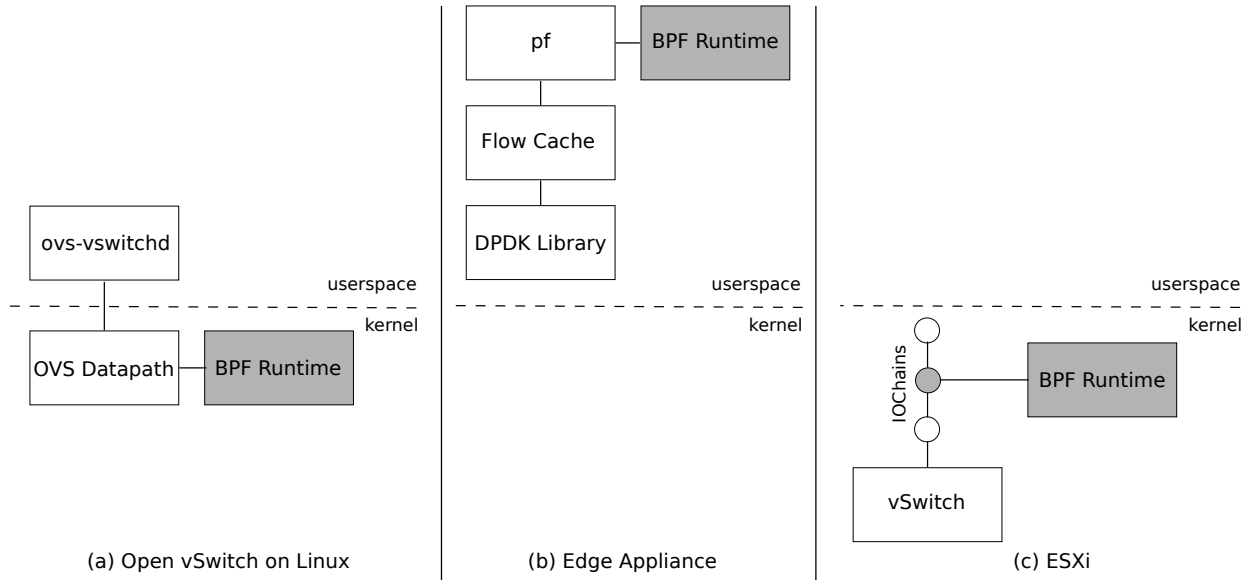 ovs-vswitchd
userspace
kernel
OVS Datapath
BPF Runtime
(a) Open vSwitch on Linux
pf
BPF Runtime
Flow Cache
DPDK Library
userspace
kernel
(b) Edge Appliance
userspace
kernel
IOChains
BPF Runtime
vSwitch
(c) ESXi